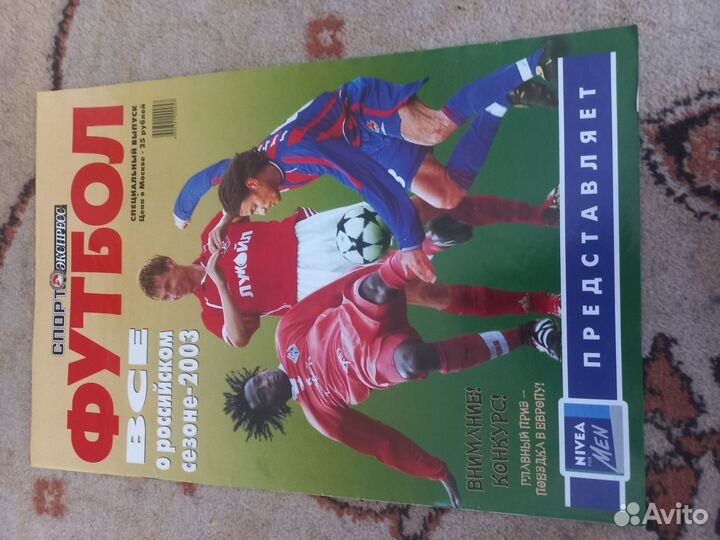 СПОРТ ЭКСПРЕСС
ФУТБОЛ
СПЕЦИАЛЬНЫЙ ВЫПУСК
Цена в Москве - 25 рублей
ВСЕ
о российском
сезоне-2003
ЛУКОЙЛ
ВНИМАНИЕ!
КОНКУРС!
ГЛАВНЫЙ ПРИЗ –
ПОЕЗДКА В ЕВРОПУ!
NIVEA
FOR
MEN
ПРЕДСТАВЛЯЕТ
Avito